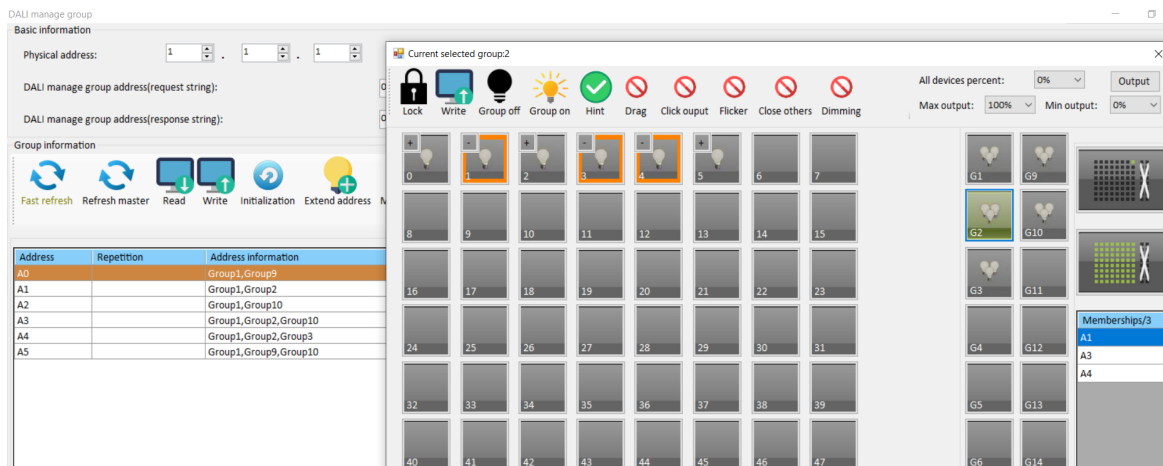 DALI manage group
Basic information
Physical address: 1 . 1 . 1
DALI manage group address(request string):
DALI manage group address(response string):
Group information
Fast refresh Refresh master Read Write Initialization Extend address
Address Repetition Address information
A0 Group1,Group9
A1 Group1,Group2
A2 Group1,Group10
A3 Group1,Group2,Group10
A4 Group1,Group2,Group3
A5 Group1,Group9,Group10
Current selected group:2
Lock Write Group off Group on Hint Drag Click ouput Flicker Close others Dimming
All devices percent: 0% Output
Max output: 100% Min output: 0%
+ - + - - +
0 1 2 3 4 5 6 7
8 9 10 11 12 13 14 15
16 17 18 19 20 21 22 23
24 25 26 27 28 29 30 31
32 33 34 35 36 37 38 39
40 41 42 43 44 45 46 47
G1 G9
G2 G10
G3 G11
G4 G12
G5 G13
G6 G14
Memberships/3
A1
A3
A4